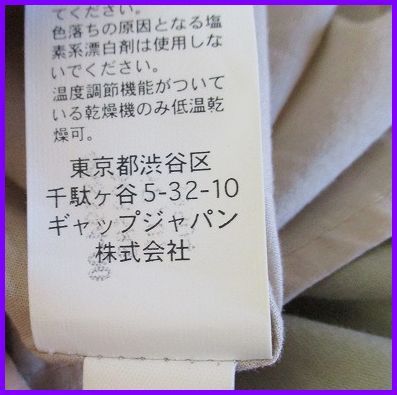 てください。
色落ちの原因となる塩
素系漂白剤は使用しな
いでください。
温度調節機能がついて
いる乾燥機のみ低温乾
燥可。
東京都渋谷区
千駄ヶ谷5-32-10
ギャップジャパン
株式会社